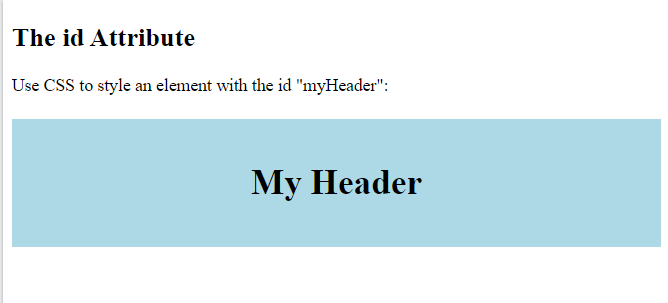 The id Attribute
Use CSS to style an element with the id "myHeader":
My Header